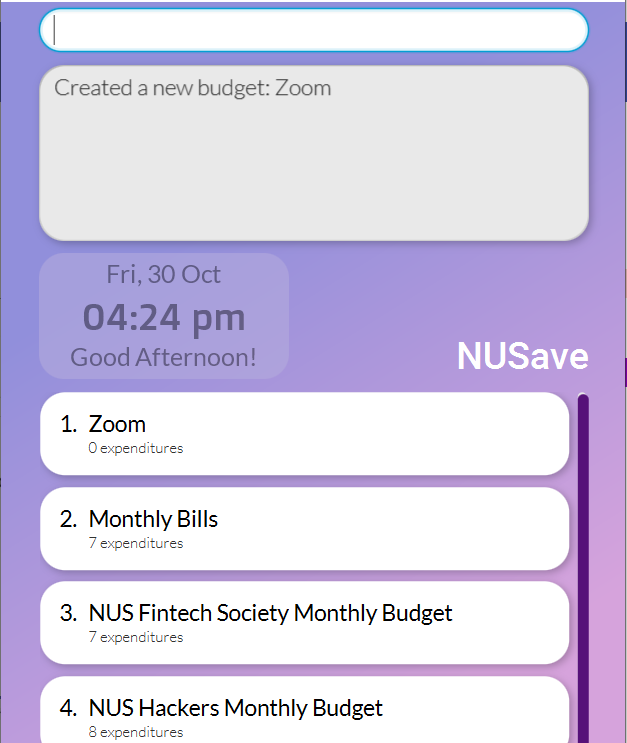 Created a new budget: Zoom
Fri, 30 Oct
04:24 pm
Good Afternoon!
NUSave
1. Zoom
0 expenditures
2. Monthly Bills
7 expenditures
3. NUS Fintech Society Monthly Budget
7 expenditures
4. NUS Hackers Monthly Budget
8 expenditures